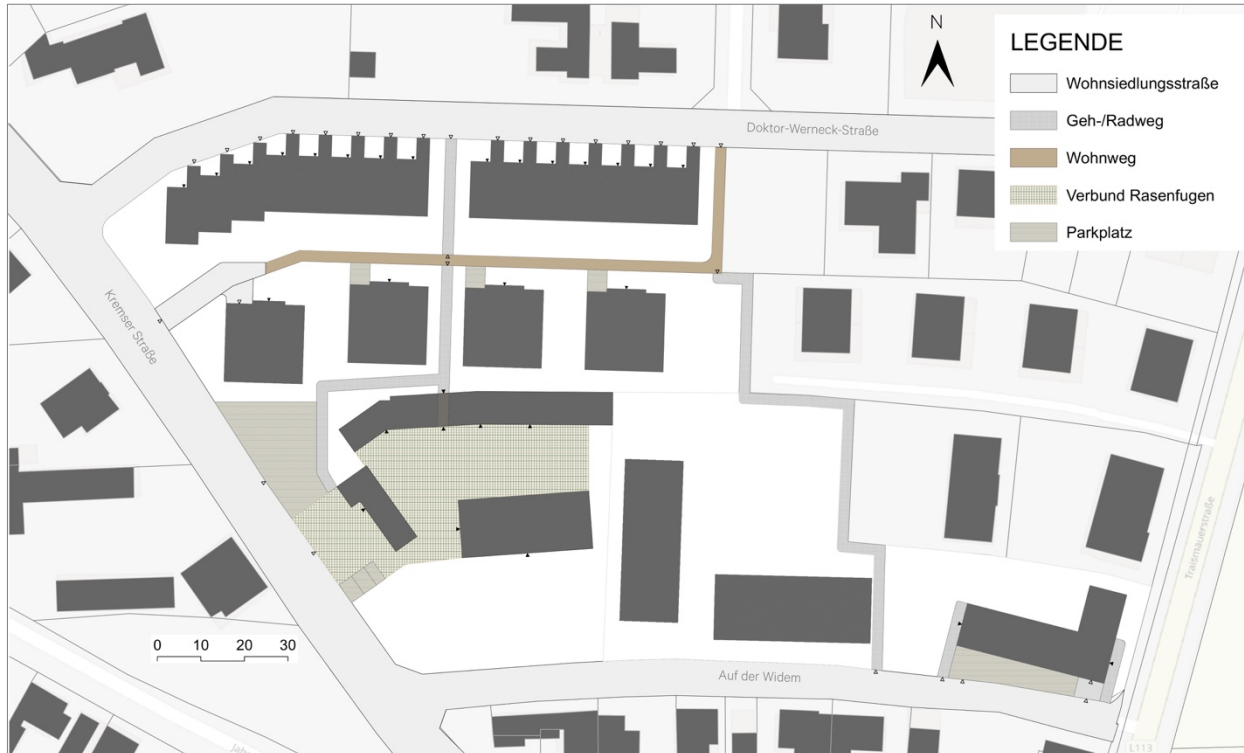 N
LEGENDE
Wohnsiedlungsstraße
Geh-/Radweg
Wohnweg
Verbund Rasenfugen
Parkplatz
Doktor-Werneck-Straße
Kremser Straße
Traismauerstraße
0 10 20 30
Auf der Widem
L113